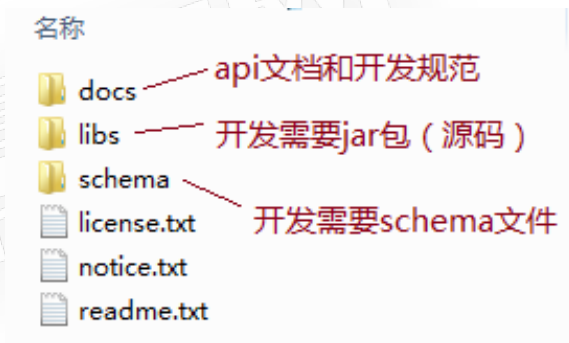 名称
docs
api文档和开发规范
libs
开发需要jar包（源码）
schema
开发需要schema文件
license.txt
notice.txt
readme.txt